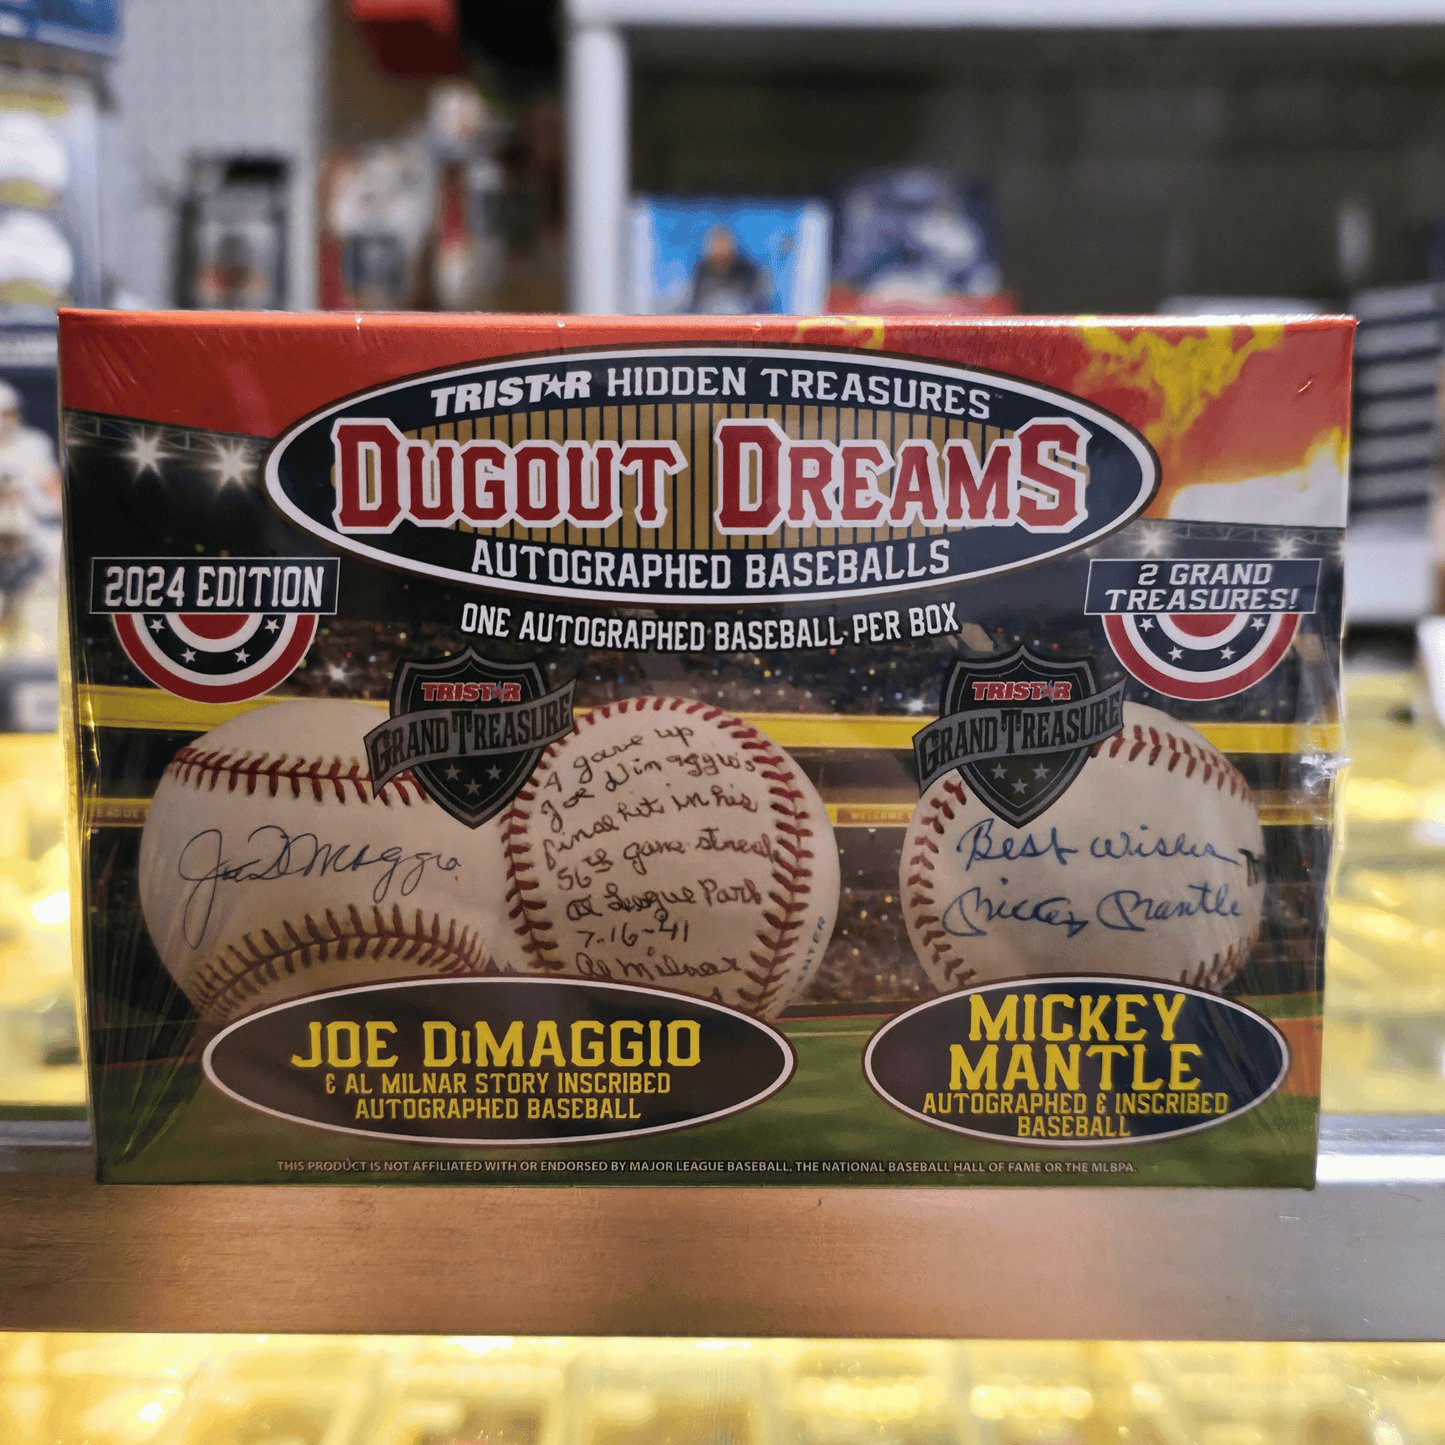 TRISTAR HIDDEN TREASURES™
DUGOUT DREAMS
AUTOGRAPHED BASEBALLS
ONE AUTOGRAPHED BASEBALL PER BOX
2024 EDITION
2 GRAND
TREASURES!
TRISTAR
GRAND TREASURE
TRISTAR
GRAND TREASURE
Joe DiMaggio
I gave up
Joe Dimaggio's
final hit in his
56th game streak
at League Park
7-16-41
Al Milnar
Best Wishes
Mickey Mantle
JOE DiMAGGIO
& AL MILNAR STORY INSCRIBED
AUTOGRAPHED BASEBALL
MICKEY
MANTLE
AUTOGRAPHED & INSCRIBED
BASEBALL
THIS PRODUCT IS NOT AFFILIATED WITH OR ENDORSED BY MAJOR LEAGUE BASEBALL, THE NATIONAL BASEBALL HALL OF FAME OR THE MLBPA.